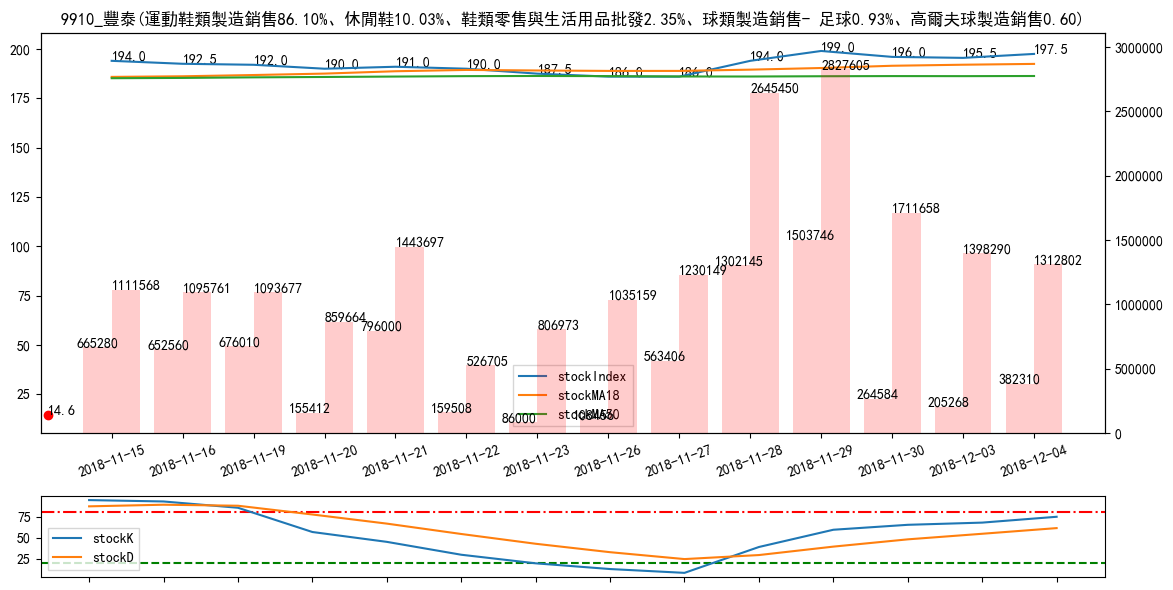 9910_豐泰(運動鞋類製造銷售86.10%、休閒鞋10.03%、鞋類零售與生活用品批發2.35%、球類製造銷售- 足球0.93%、高爾夫球製造銷售0.60)
200
175
150
125
100
75
50
25
3000000
2500000
2000000
1500000
1000000
500000
0
194.0 192.5 192.0 190.0 191.0 190.0 187.5 186.0 186.0 194.0 199.0 196.0 195.5 197.5
1111568 1095761 1093677 859664 1443697 526705 806973 1035159 1230149 2645450 2827605 1711658 1398290 1312802
665280 652560 676010 155412 796000 159508 86000 563406 1302145 1503746 264584 205268 382310
14.6
stockIndex
stockMA18
stockMA50
2018-11-15 2018-11-16 2018-11-19 2018-11-20 2018-11-21 2018-11-22 2018-11-23 2018-11-26 2018-11-27 2018-11-28 2018-11-29 2018-11-30 2018-12-03 2018-12-04
75
50
25
stockK
stockD